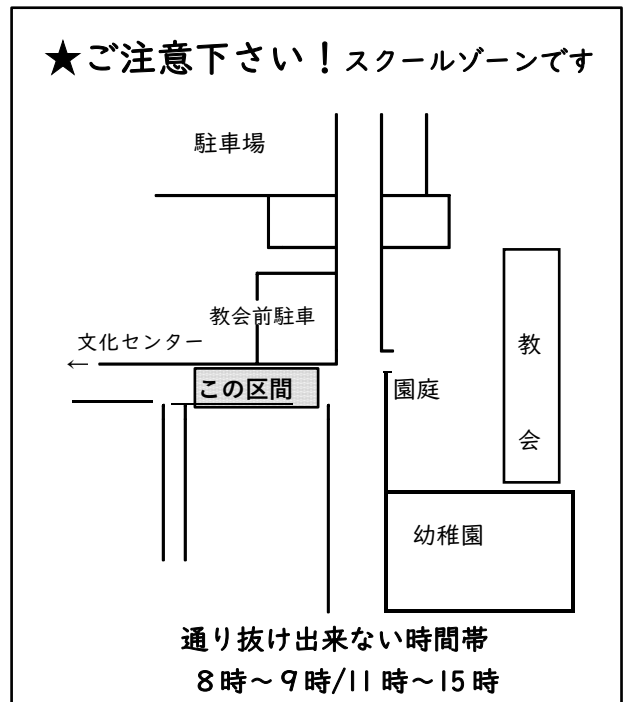 ★ご注意下さい！スクールゾーンです
駐車場
教会前駐車
文化センター
←
この区間
園庭
教
会
幼稚園
通り抜け出来ない時間帯
8時～9時/11時～15時